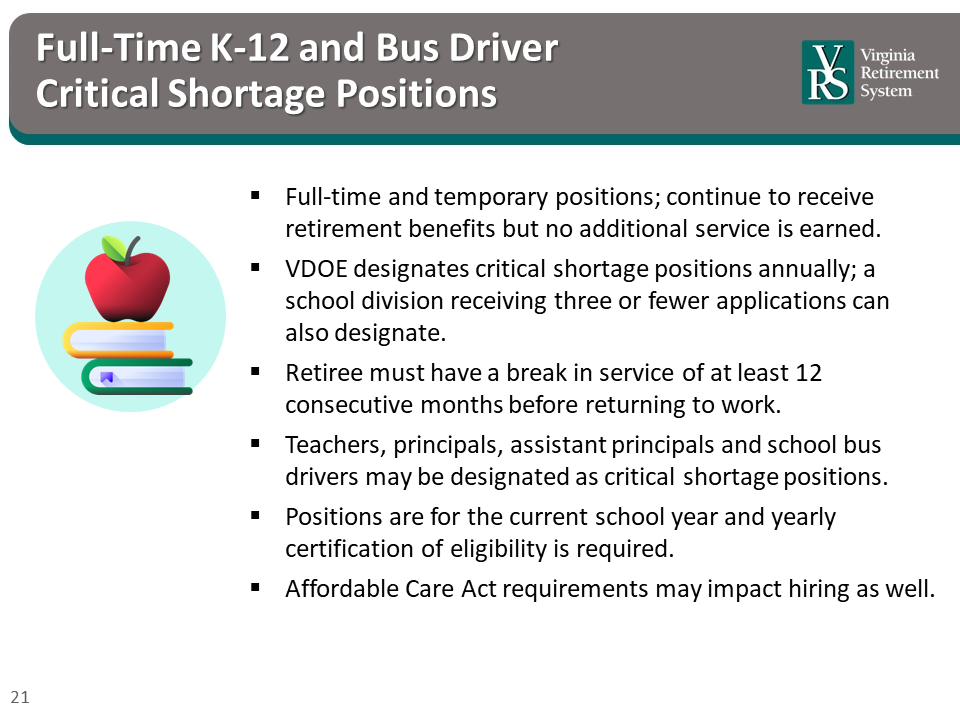 Full-Time K-12 and Bus Driver
Critical Shortage Positions
VRS
Virginia
Retirement
System
▪ Full-time and temporary positions; continue to receive
retirement benefits but no additional service is earned.
▪ VDOE designates critical shortage positions annually; a
school division receiving three or fewer applications can
also designate.
▪ Retiree must have a break in service of at least 12
consecutive months before returning to work.
▪ Teachers, principals, assistant principals and school bus
drivers may be designated as critical shortage positions.
▪ Positions are for the current school year and yearly
certification of eligibility is required.
▪ Affordable Care Act requirements may impact hiring as well.
21